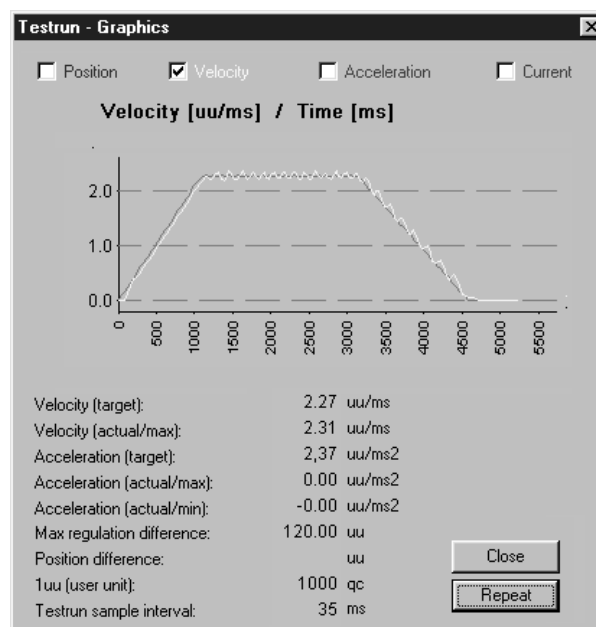 Testrun - Graphics
Position Velocity Acceleration Current
Velocity [uu/ms] / Time [ms]
2.0
1.0
0.0
0 500 1000 1500 2000 2500 3000 3500 4000 4500 5000 5500
Velocity (target): 2.27 uu/ms
Velocity (actual/max): 2.31 uu/ms
Acceleration (target): 2,37 uu/ms2
Acceleration (actual/max): 0.00 uu/ms2
Acceleration (actual/min): -0.00 uu/ms2
Max regulation difference: 120.00 uu
Position difference: uu
Close
1uu (user unit): 1000 qc
Repeat
Testrun sample interval: 35 ms